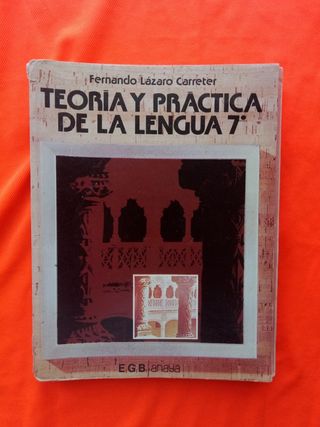 Fernando Lázaro Carreter
TEORIA Y PRACTICA
DE LA LENGUA 7°
E.G.B. anaya